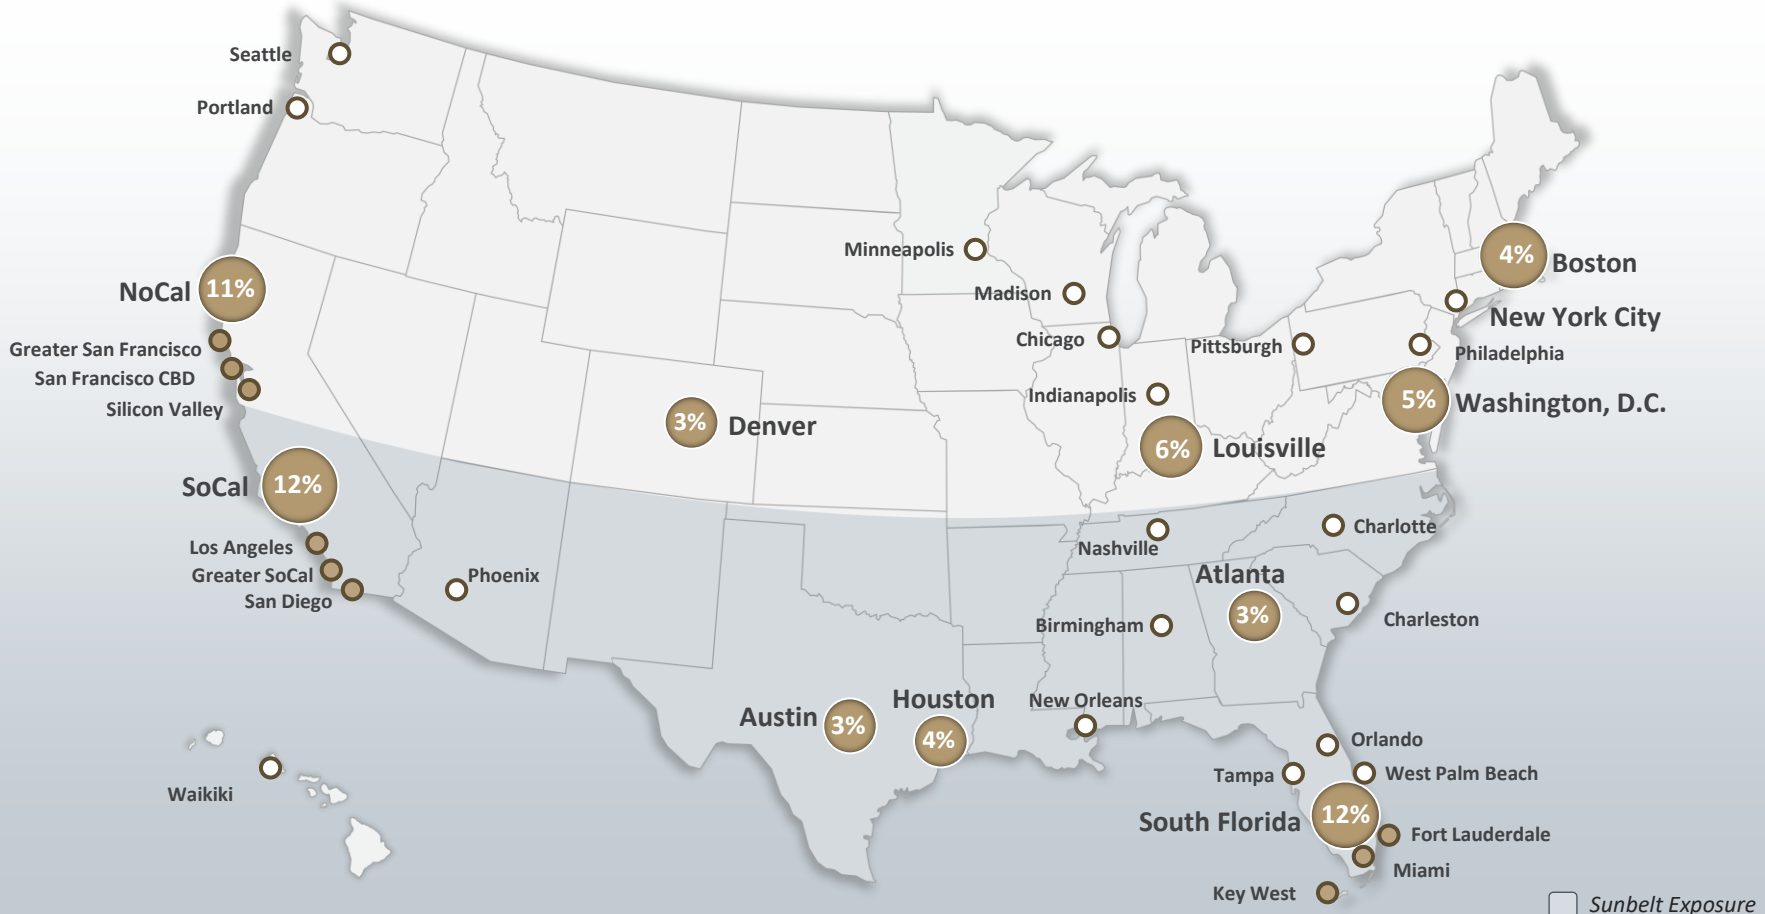 Seattle
Portland
NoCal
11%
Greater San Francisco
San Francisco CBD
Silicon Valley
SoCal
12%
Los Angeles
Greater SoCal
San Diego
Phoenix
Waikiki
3%
Denver
Minneapolis
Madison
Chicago
Indianapolis
6%
Louisville
Pittsburgh
4%
Boston
New York City
Philadelphia
5%
Washington, D.C.
Nashville
Charlotte
Atlanta
3%
Birmingham
Charleston
Austin
3%
Houston
4%
New Orleans
Orlando
Tampa
West Palm Beach
South Florida
12%
Fort Lauderdale
Miami
Key West
Sunbelt Exposure